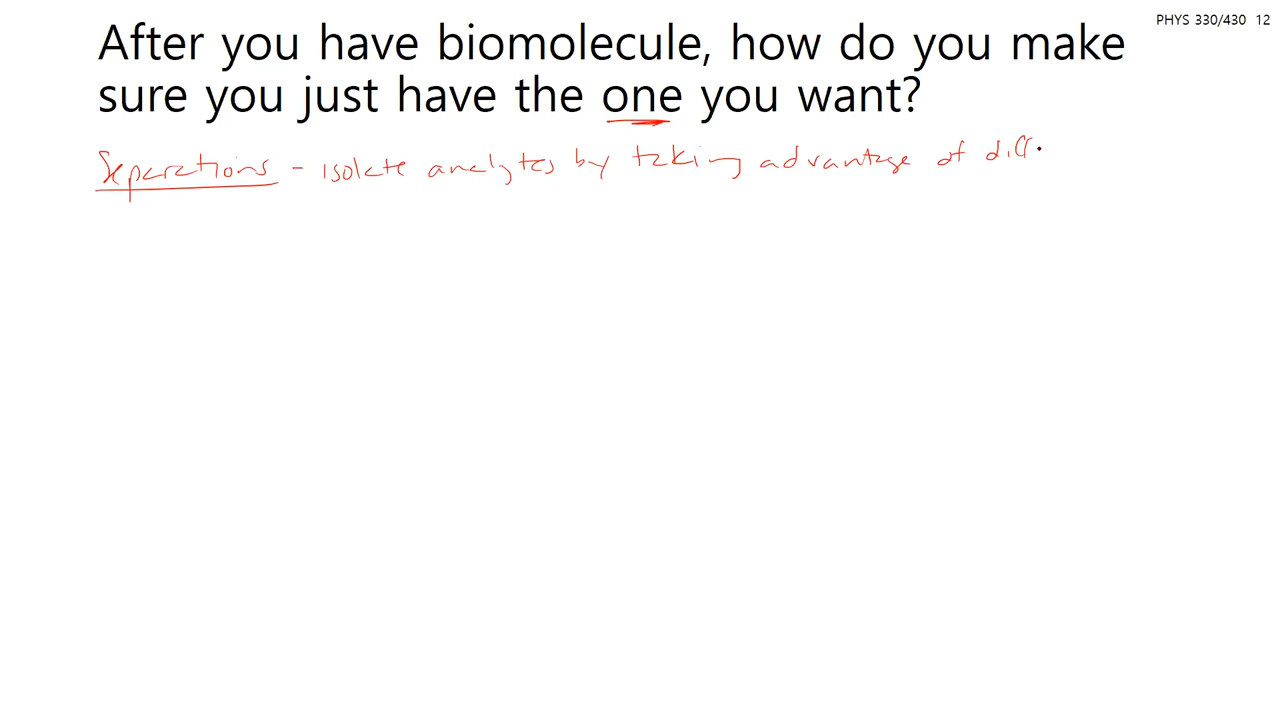 PHYS 330/430 12
After you have biomolecule, how do you make
sure you just have the one you want?
Separations - isolate analytes by taking advantage of diff